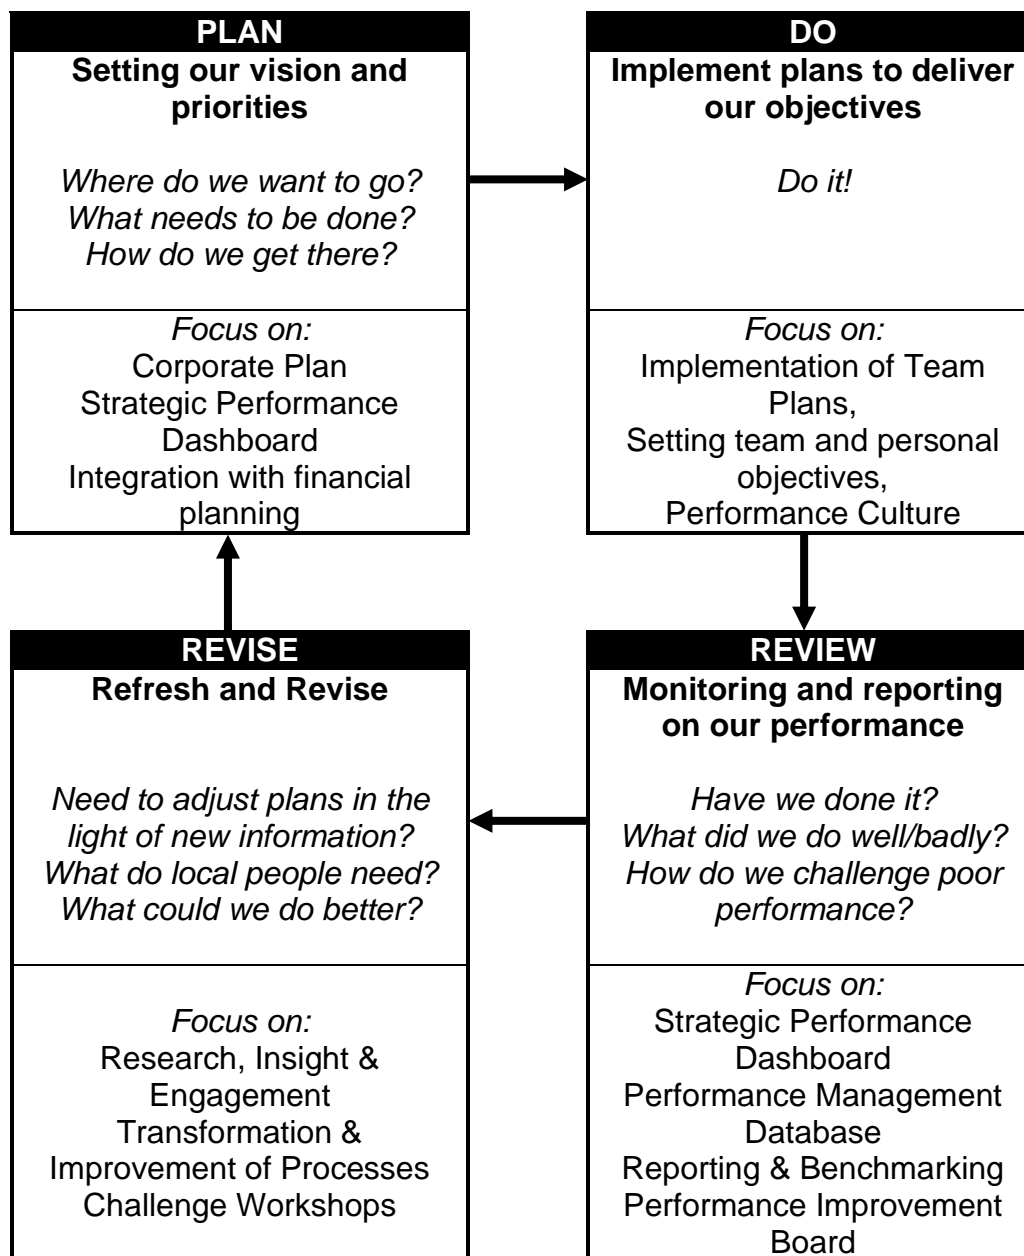 PLAN
Setting our vision and
priorities
Where do we want to go?
What needs to be done?
How do we get there?
Focus on:
Corporate Plan
Strategic Performance
Dashboard
Integration with financial
planning
DO
Implement plans to deliver
our objectives
Do it!
Focus on:
Implementation of Team
Plans,
Setting team and personal
objectives,
Performance Culture
REVISE
Refresh and Revise
Need to adjust plans in the
light of new information?
What do local people need?
What could we do better?
Focus on:
Research, Insight &
Engagement
Transformation &
Improvement of Processes
Challenge Workshops
REVIEW
Monitoring and reporting
on our performance
Have we done it?
What did we do well/badly?
How do we challenge poor
performance?
Focus on:
Strategic Performance
Dashboard
Performance Management
Database
Reporting & Benchmarking
Performance Improvement
Board